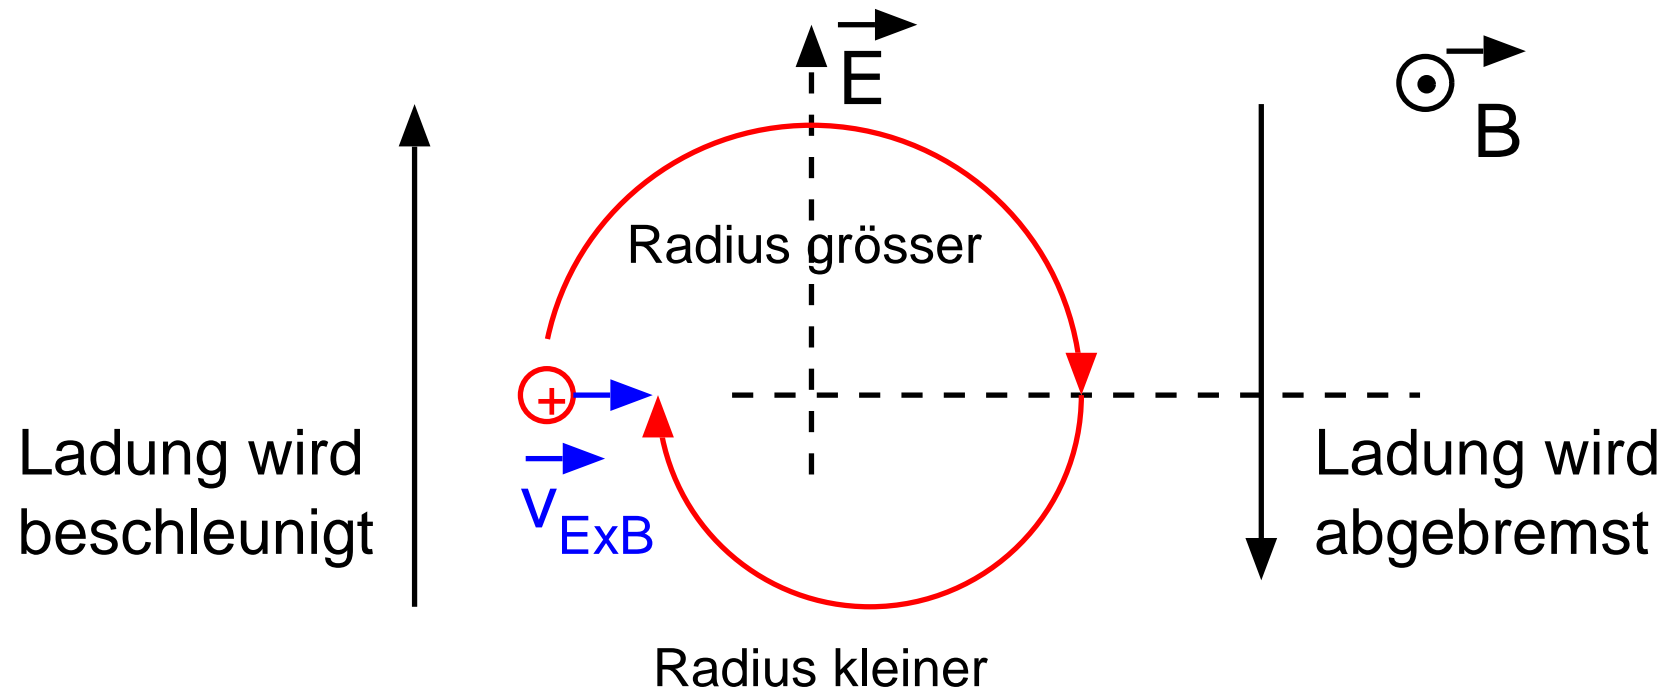 E
B
Radius grösser
+
v_ExB
Ladung wird
beschleunigt
Ladung wird
abgebremst
Radius kleiner